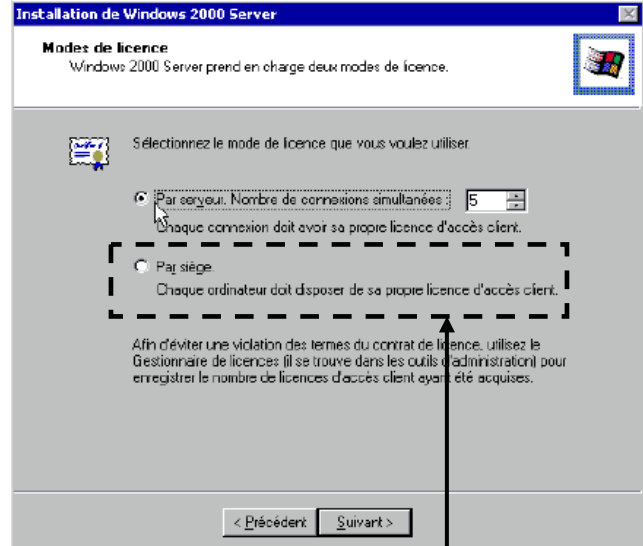 Installation de Windows 2000 Server
Modes de licence
Windows 2000 Server prend en charge deux modes de licence.
Sélectionnez le mode de licence que vous voulez utiliser.
Par serveur. Nombre de connexions simultanées : 5
Chaque connexion doit avoir sa propre licence d'accès client.
Par siège.
Chaque ordinateur doit disposer de sa propre licence d'accès client.
Afin d'éviter une violation des termes du contrat de licence, utilisez le
Gestionnaire de licences (il se trouve dans les outils d'administration) pour
enregistrer le nombre de licences d'accès client ayant été acquises.
< Précédent Suivant >